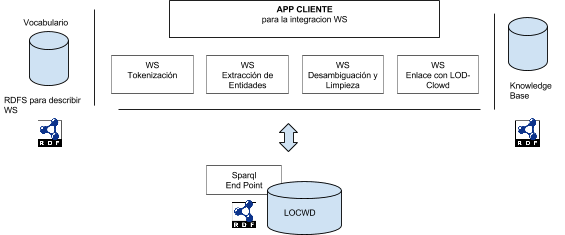 APP CLIENTE
para la integracion WS
Vocabulario
RDFS para describir
WS
RDF
WS
Tokenización
WS
Extracción de
Entidades
WS
Desambiguación y
Limpieza
WS
Enlace con LOD-
Clowd
Knowledge
Base
RDF
Sparql
End Point
RDF
LOCWD